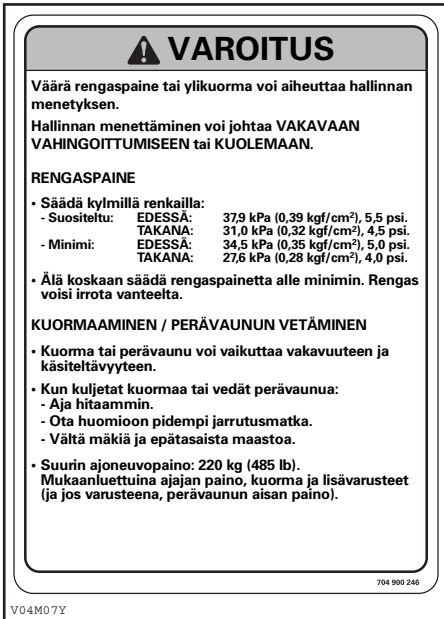 VAROITUS
Väärä rengaspaine tai ylikuorma voi aiheuttaa hallinnan
menetyksen.
Hallinnan menettäminen voi johtaa VAKAVAAN
VAHINGOITTUMISEEN tai KUOLEMAAN.
RENGASPAINE
• Säädä kylmillä renkailla:
- Suositeltu: EDESSÄ: 37,9 kPa (0,39 kgf/cm²), 5,5 psi.
TAKANA: 31,0 kPa (0,32 kgf/cm²), 4,5 psi.
- Minimi: EDESSÄ: 34,5 kPa (0,35 kgf/cm²), 5,0 psi.
TAKANA: 27,6 kPa (0,28 kgf/cm²), 4,0 psi.
• Älä koskaan säädä rengaspainetta alle minimin. Rengas
voisi irrota vanteelta.
KUORMAAMINEN / PERÄVAUNUN VETÄMINEN
• Kuorma tai perävaunu voi vaikuttaa vakavuuteen ja
käsiteltävyyteen.
• Kun kuljetat kuormaa tai vedät perävaunua:
- Aja hitaammin.
- Ota huomioon pidempi jarrutusmatka.
- Vältä mäkiä ja epätasaista maastoa.
• Suurin ajoneuvopaino: 220 kg (485 lb).
Mukaanluettuina ajajan paino, kuorma ja lisävarusteet
(ja jos varusteena, perävaunun aisan paino).
704 900 246
V04M07Y